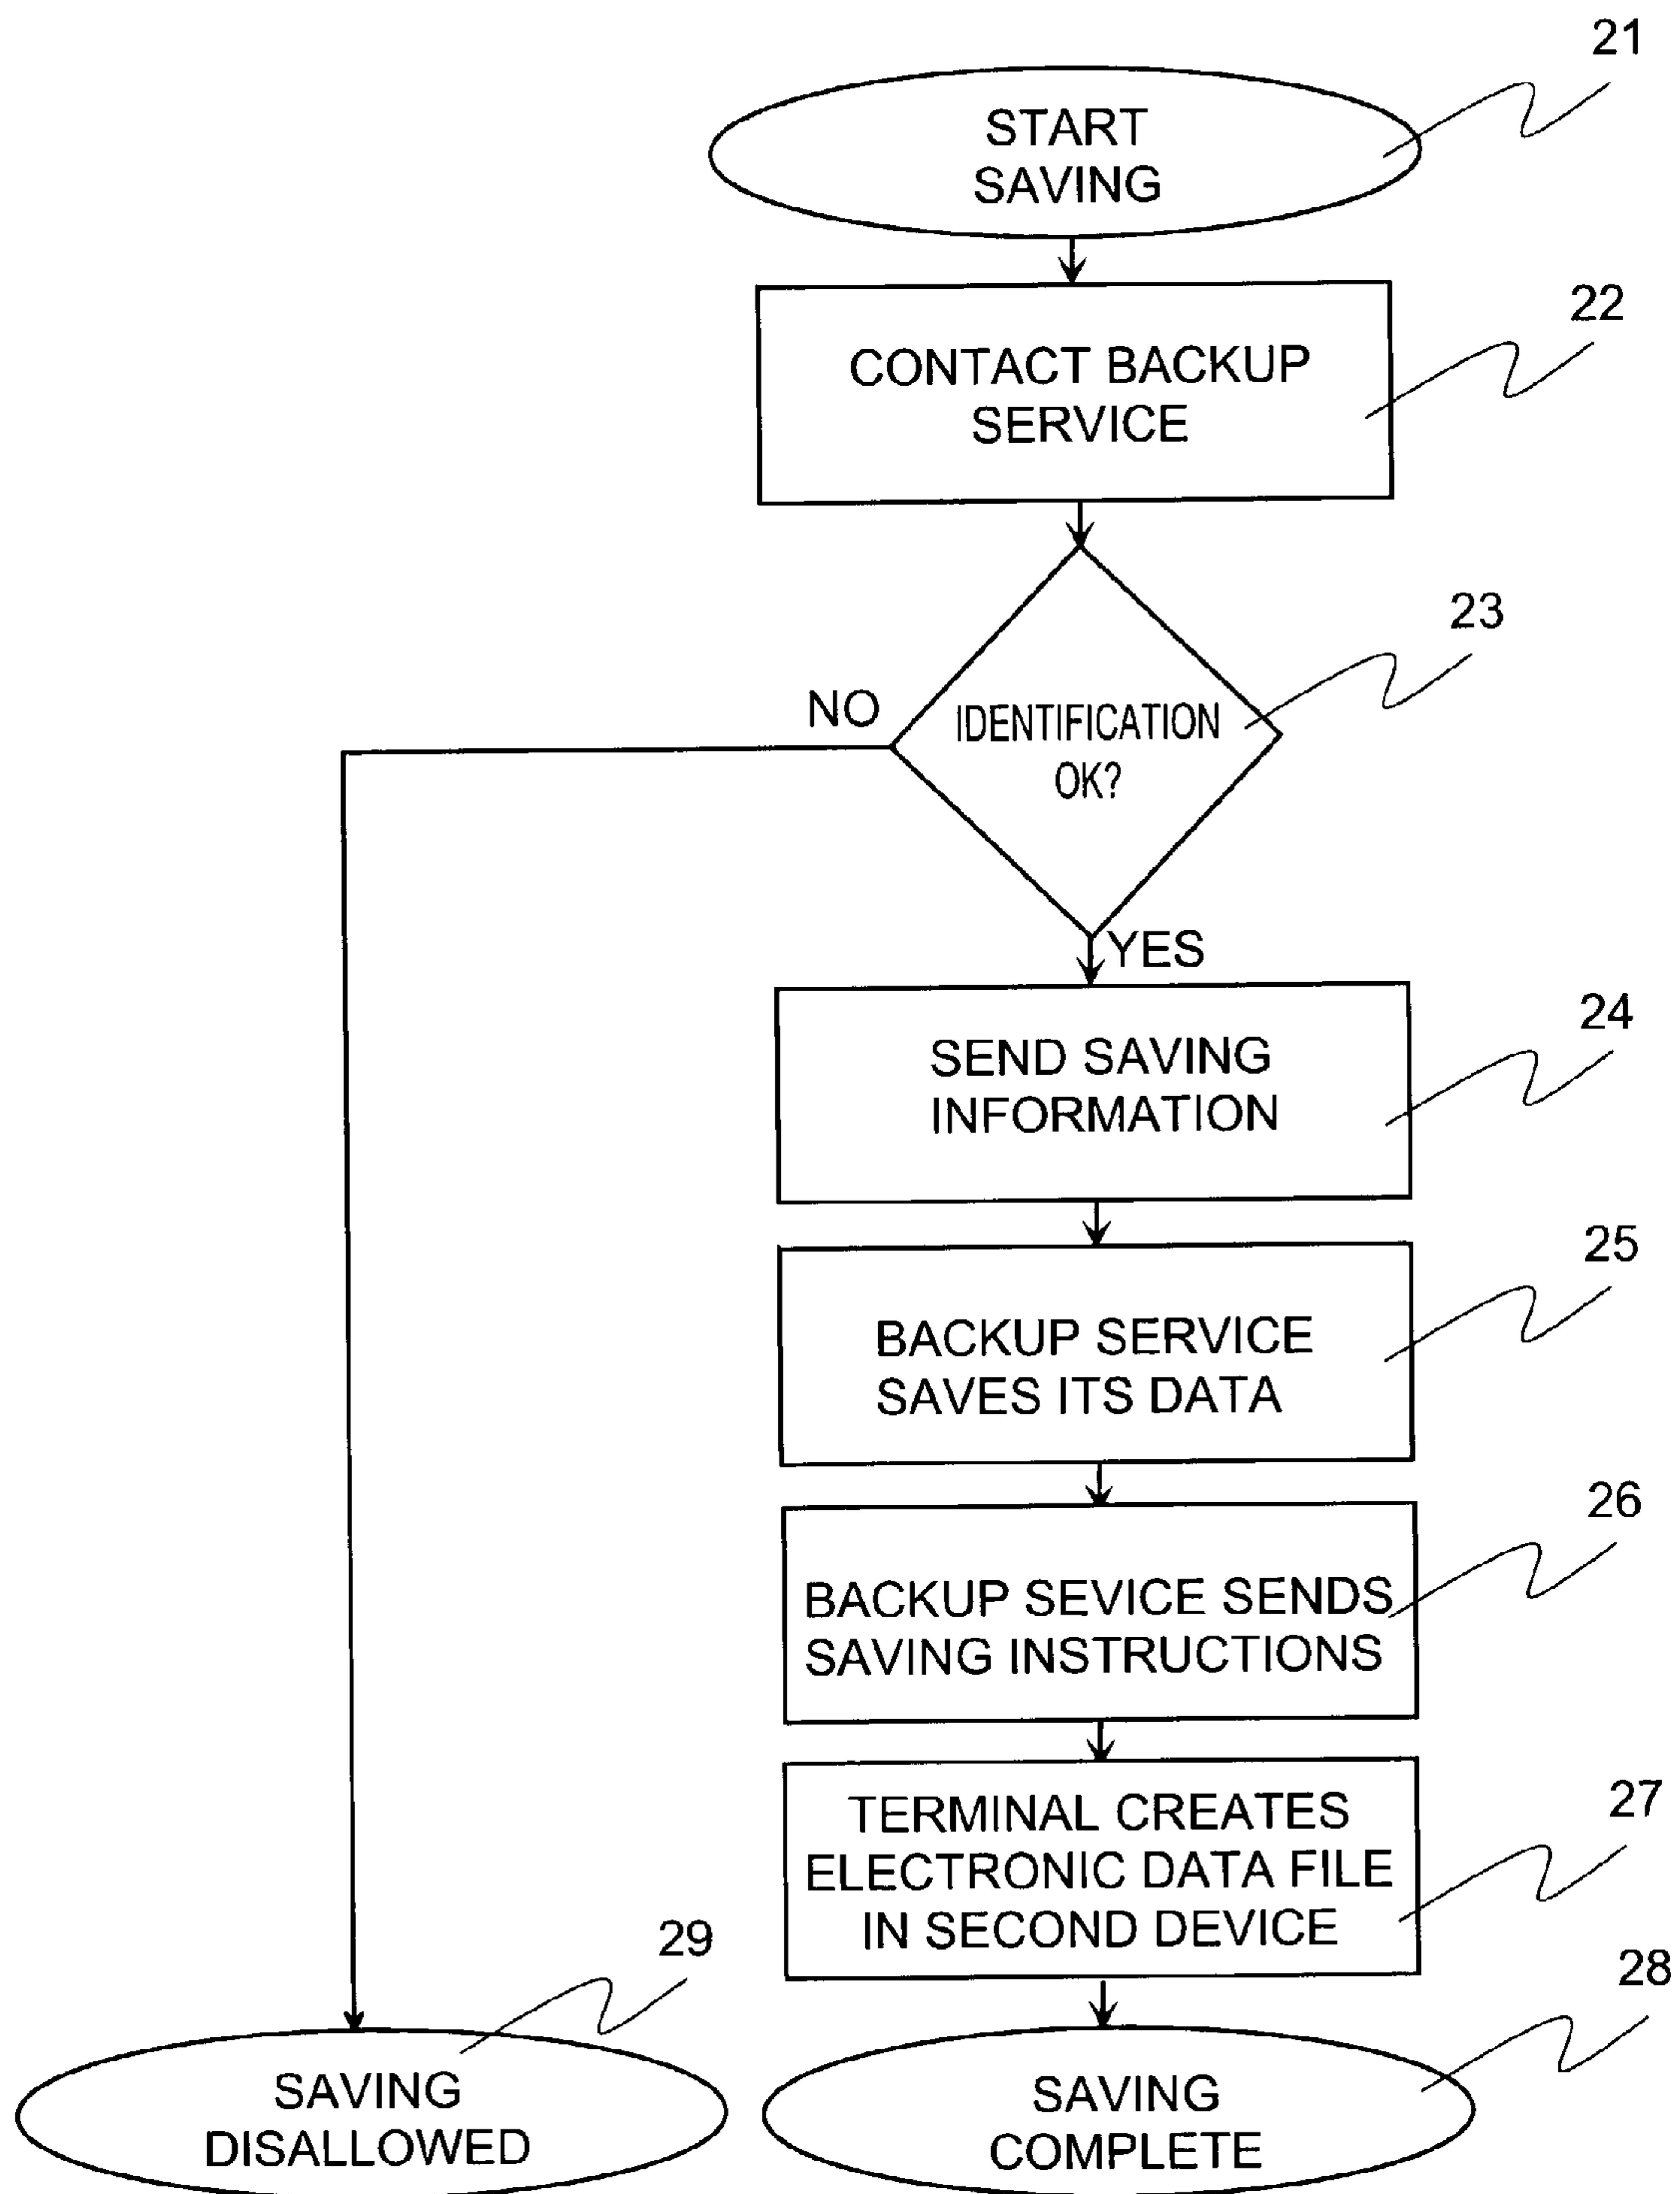 21
START
SAVING
22
CONTACT BACKUP
SERVICE
23
NO
IDENTIFICATION
OK?
YES
24
SEND SAVING
INFORMATION
25
BACKUP SERVICE
SAVES ITS DATA
26
BACKUP SEVICE SENDS
SAVING INSTRUCTIONS
27
TERMINAL CREATES
ELECTRONIC DATA FILE
IN SECOND DEVICE
29
28
SAVING
DISALLOWED
SAVING
COMPLETE